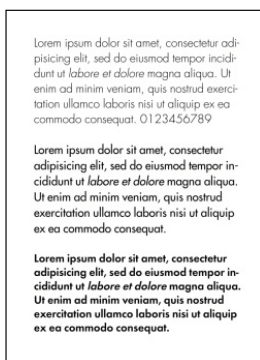 Lorem ipsum dolor sit amet, consectetur adi-
pisicing elit, sed do eiusmod tempor incidi-
dunt ut labore et dolore magna aliqua. Ut
enim ad minim veniam, quis nostrud exerci-
tation ullamco laboris nisi ut aliquip ex ea
commodo consequat. 0123456789
Lorem ipsum dolor sit amet, consectetur
adipisicing elit, sed do eiusmod tempor in-
cididunt ut labore et dolore magna aliqua.
Ut enim ad minim veniam, quis nostrud
exercitation ullamco laboris nisi ut aliquip
ex ea commodo consequat.
Lorem ipsum dolor sit amet, consectetur
adipisicing elit, sed do eiusmod tempor in-
cididunt ut labore et dolore magna aliqua.
Ut enim ad minim veniam, quis nostrud
exercitation ullamco laboris nisi ut aliquip
ex ea commodo consequat.